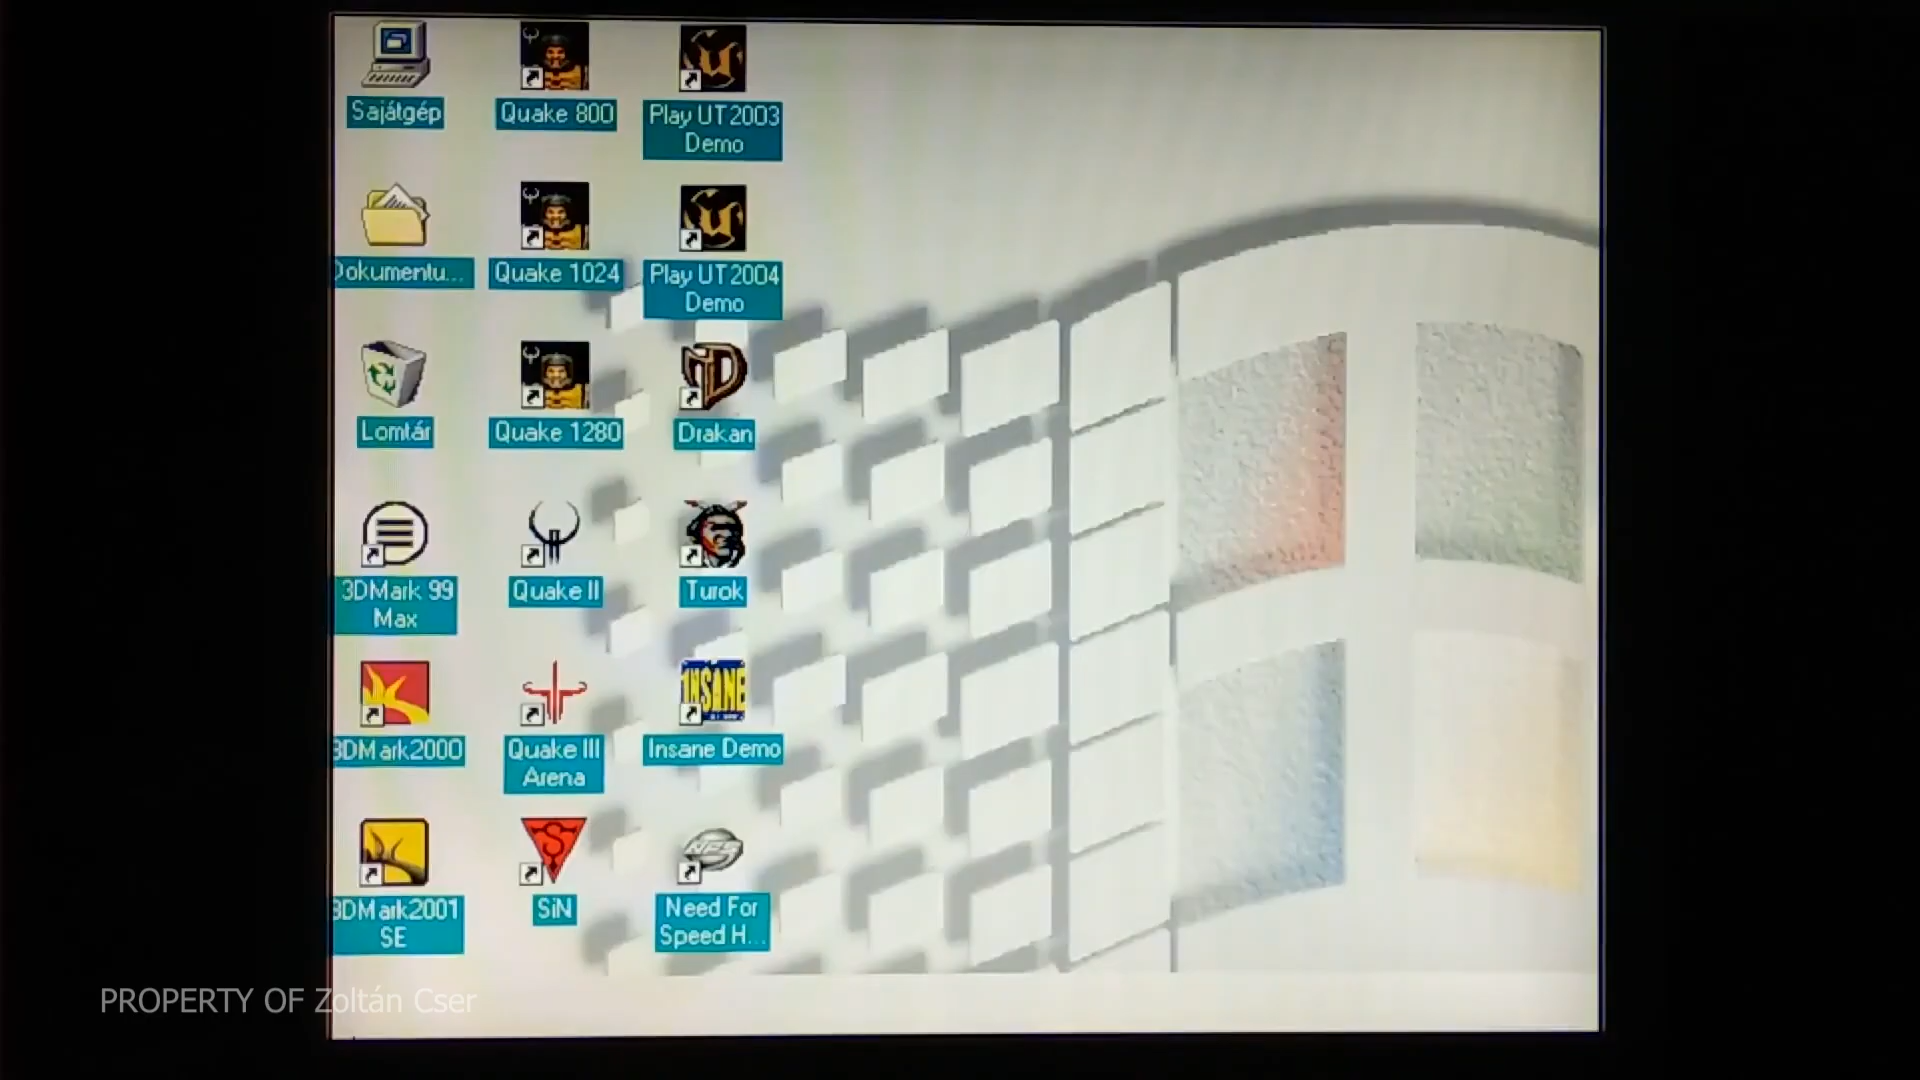 Sajátgép
Quake 800
Play UT2003
Demo
Dokumentu...
Quake 1024
Play UT2004
Demo
Lomtár
Quake 1280
Drakan
3DMark 99
Max
Quake II
Turok
INSANE
3DMark2000
Quake III
Arena
Insane Demo
NFS
3DMark2001
SE
SiN
Need For
Speed H...
PROPERTY OF Zoltán Cser